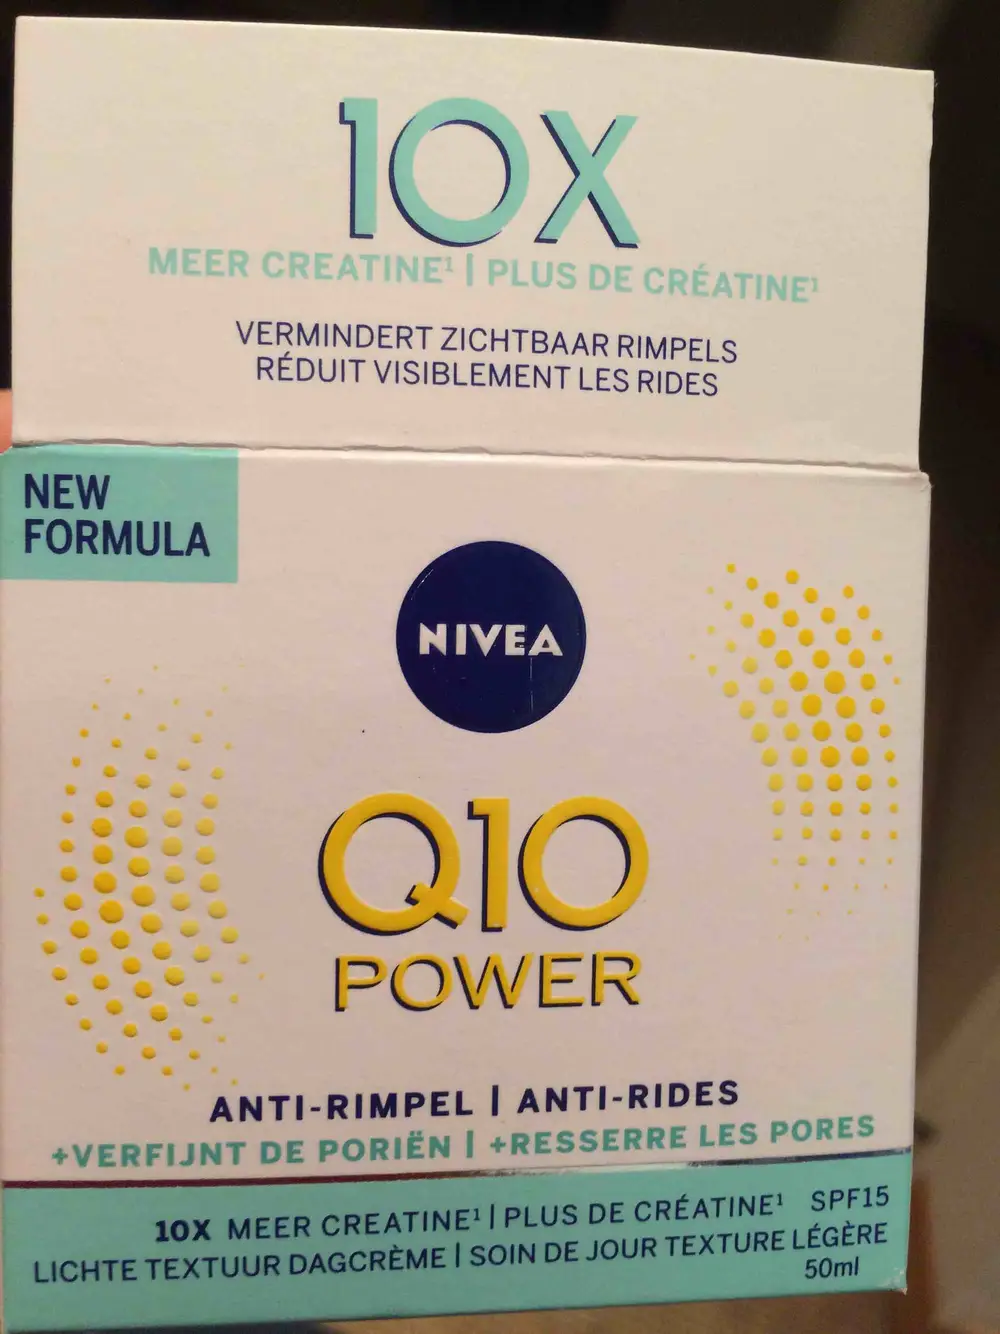 10X
MEER CREATINE¹ | PLUS DE CRÉATINE¹
VERMINDERT ZICHTBAAR RIMPELS
RÉDUIT VISIBLEMENT LES RIDES
NEW
FORMULA
NIVEA
Q10
POWER
ANTI-RIMPEL | ANTI-RIDES
+VERFIJNT DE PORIËN | +RESSERRE LES PORES
10X MEER CREATINE¹ | PLUS DE CRÉATINE¹ SPF15
LICHTE TEXTUUR DAGCRÈME | SOIN DE JOUR TEXTURE LÉGÈRE
50ml